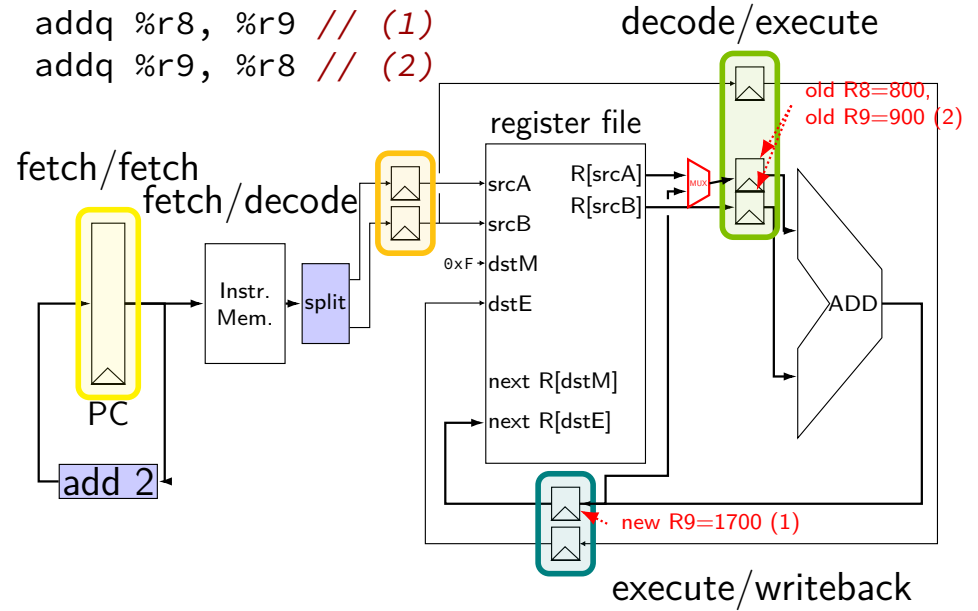 addq %r8, %r9 // (1)
addq %r9, %r8 // (2)
decode/execute
old R8=800,
old R9=900 (2)
register file
fetch/fetch
fetch/decode
srcA
R[srcA]
MUX
srcB
R[srcB]
0xF
dstM
dstE
Instr.
Mem.
split
ADD
next R[dstM]
next R[dstE]
PC
add 2
new R9=1700 (1)
execute/writeback